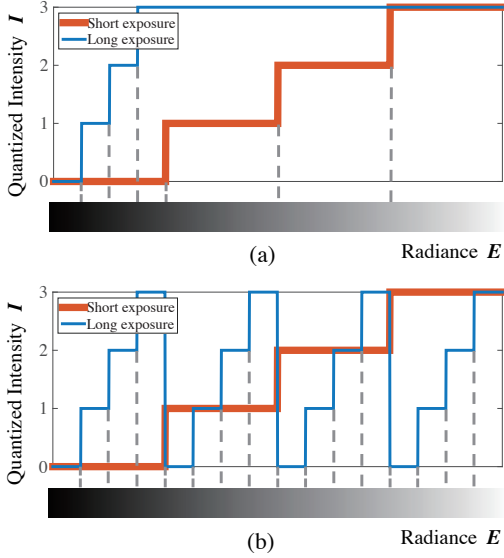 3
2
1
0
Quantized Intensity I
Short exposure
Long exposure
Radiance E
(a)
3
2
1
0
Quantized Intensity I
Short exposure
Long exposure
Radiance E
(b)